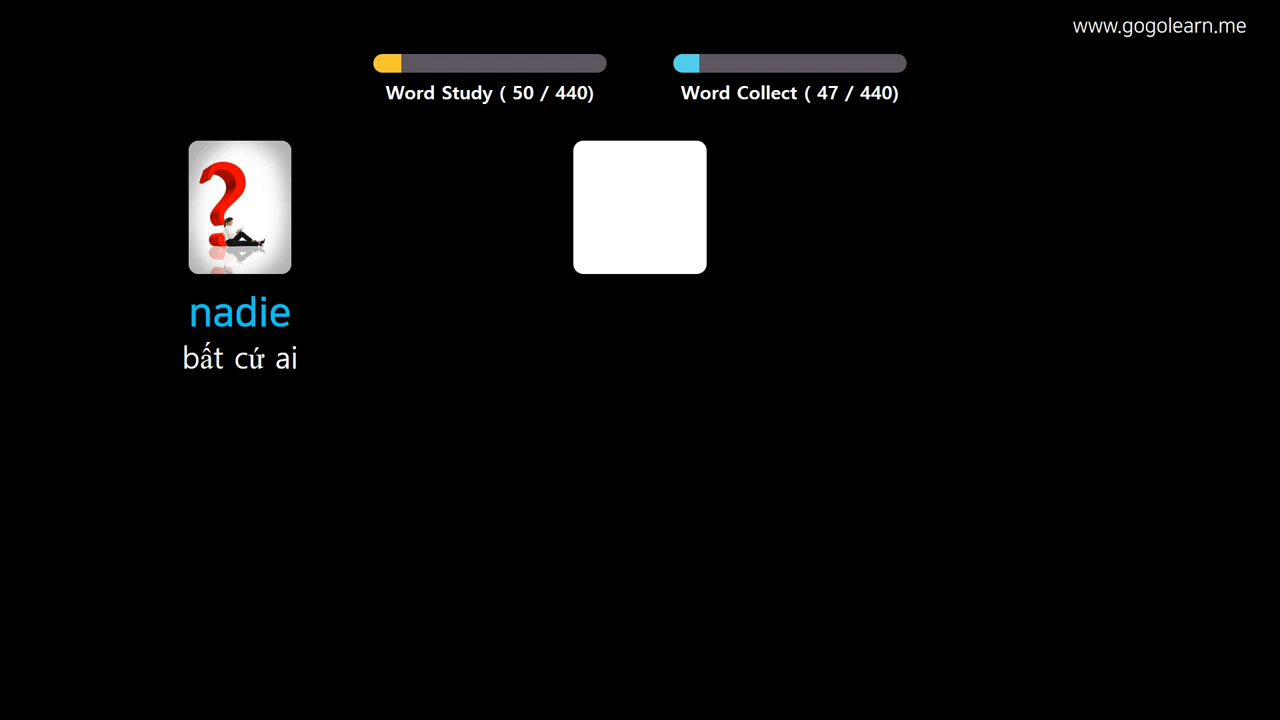 www.gogolearn.me
Word Study ( 50 / 440)
Word Collect ( 47 / 440)
nadie
bất cứ ai